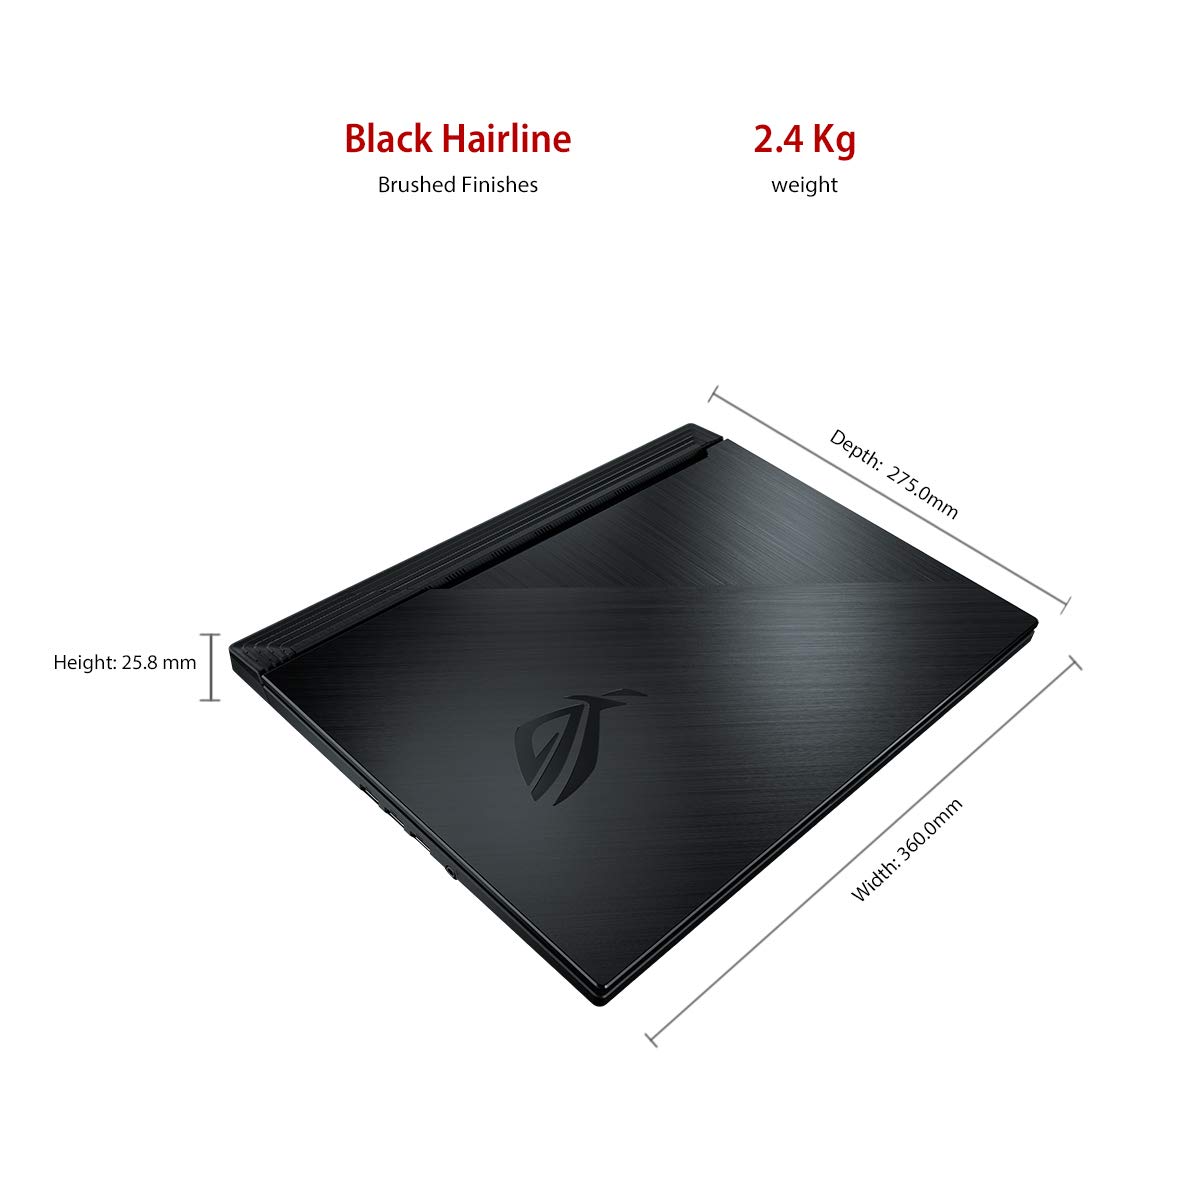 Black Hairline
Brushed Finishes
2.4 Kg
weight
Depth: 275.0mm
Height: 25.8 mm
Width: 360.0mm